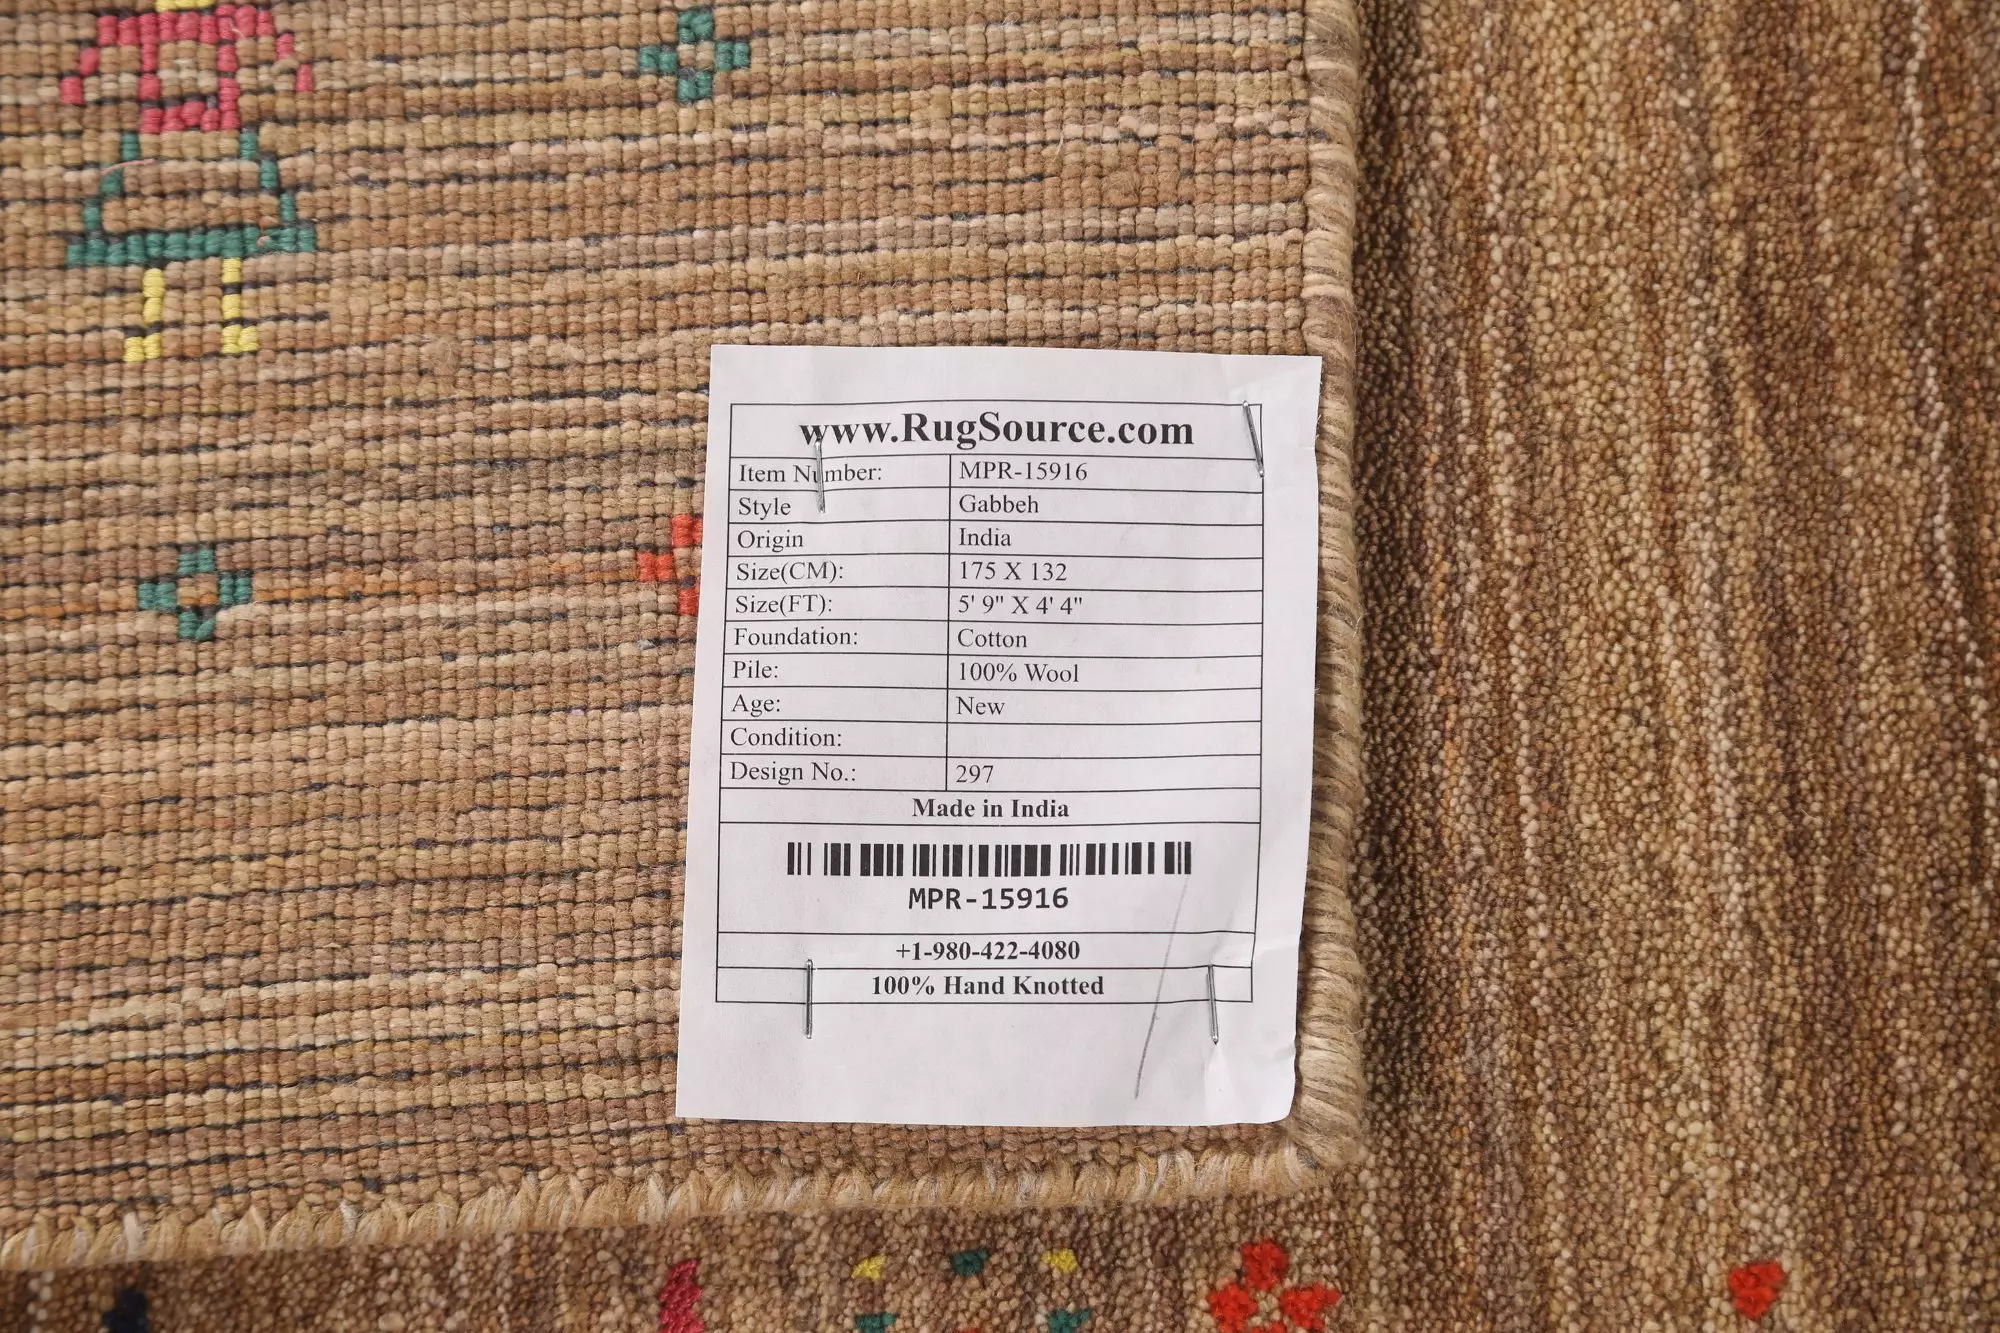 www.RugSource.com
Item Number: MPR-15916
Style Gabbeh
Origin India
Size(CM): 175 X 132
Size(FT): 5' 9" X 4' 4"
Foundation: Cotton
Pile: 100% Wool
Age: New
Condition:
Design No.: 297
Made in India
MPR-15916
+1-980-422-4080
100% Hand Knotted